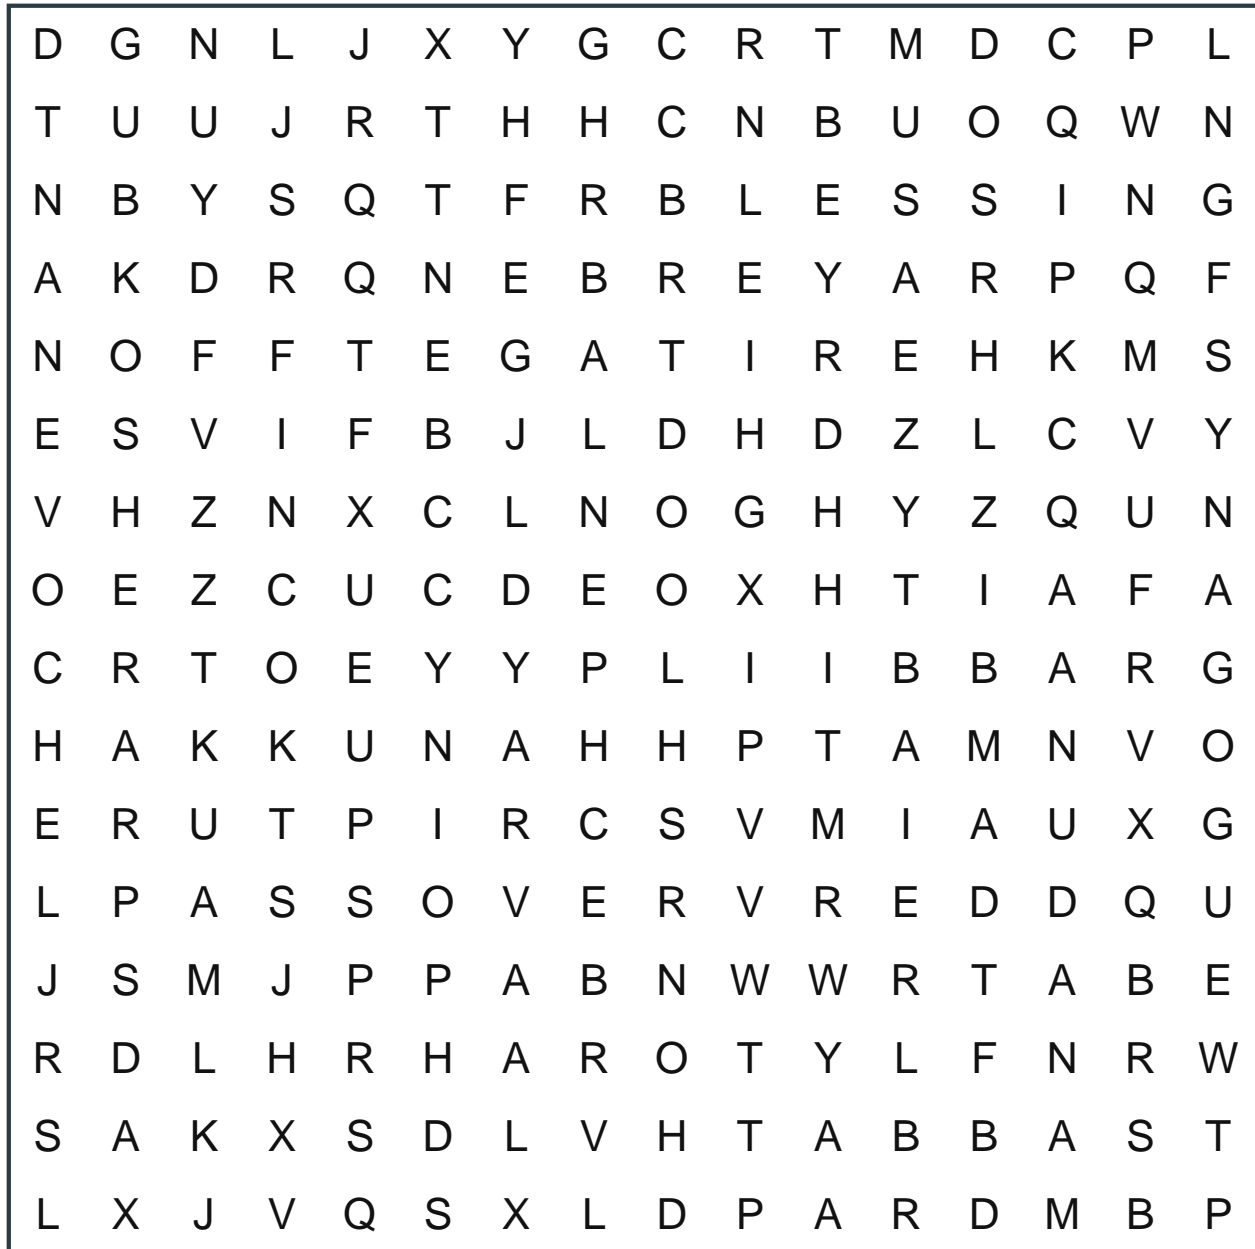 D G N L J X Y G C R T M D C P L
T U U J R T H H C N B U O Q W N
N B Y S Q T F R B L E S S I N G
A K D R Q N E B R E Y A R P Q F
N O F F T E G A T I R E H K M S
E S V I F B J L D H D Z L C V Y
V H Z N X C L N O G H Y Z Q U N
O E Z C U C D E O X H T I A F A
C R T O E Y Y P L I I B B A R G
H A K K U N A H H P T A M N V O
E R U T P I R C S V M I A U X G
L P A S S O V E R V R E D D Q U
J S M J P P A B N W W R T A B E
R D L H R H A R O T Y L F N R W
S A K X S D L V H T A B B A S T
L X J V Q S X L D P A R D M B P